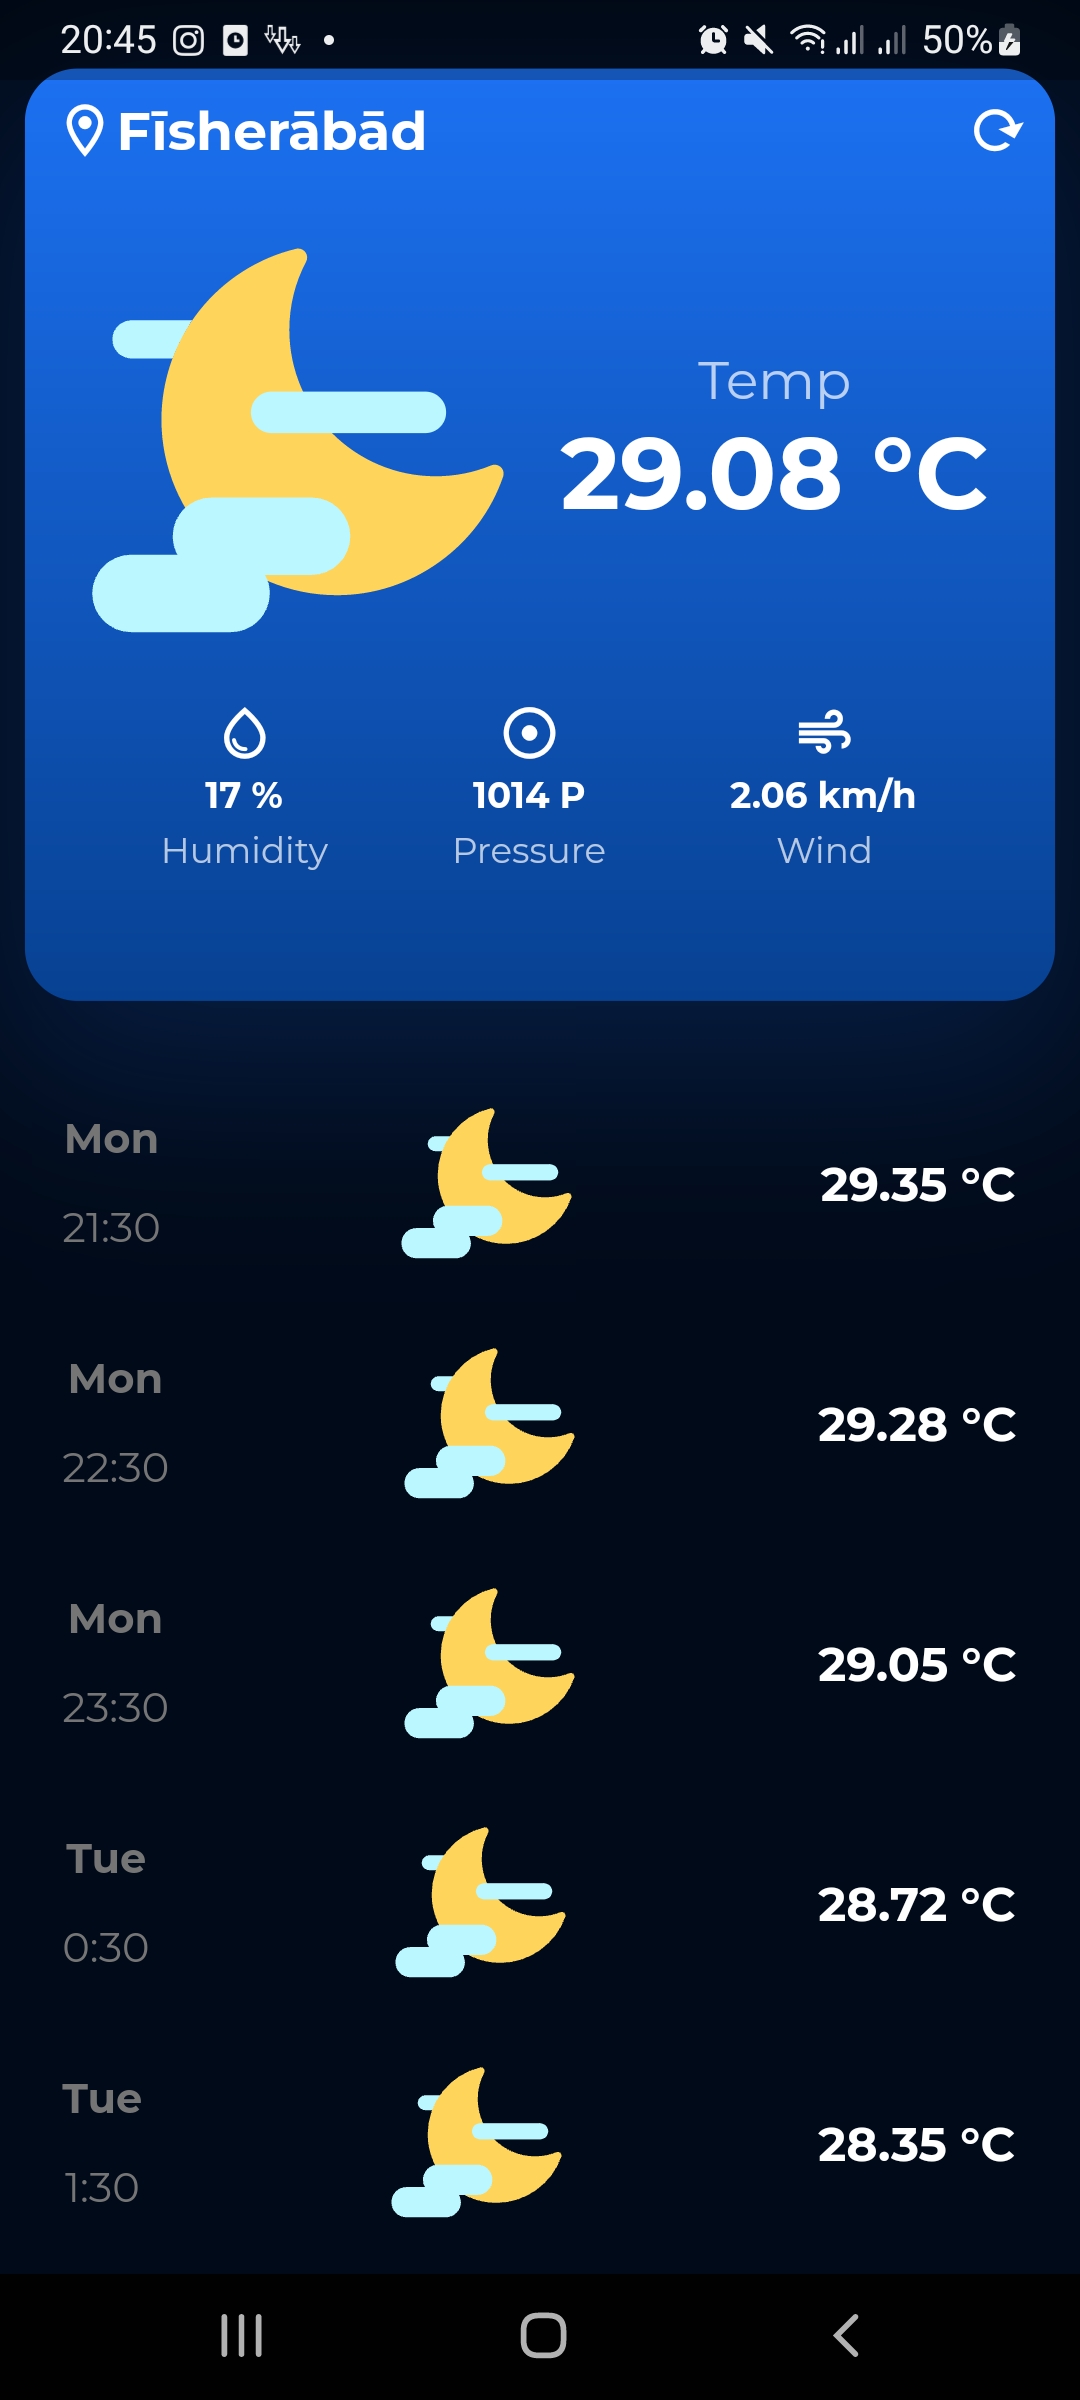 20:45 50%
Fīsherābād
Temp
29.08 °C
17 % 1014 P 2.06 km/h
Humidity Pressure Wind
Mon
29.35 °C
21:30
Mon
29.28 °C
22:30
Mon
29.05 °C
23:30
Tue
28.72 °C
0:30
Tue
28.35 °C
1:30